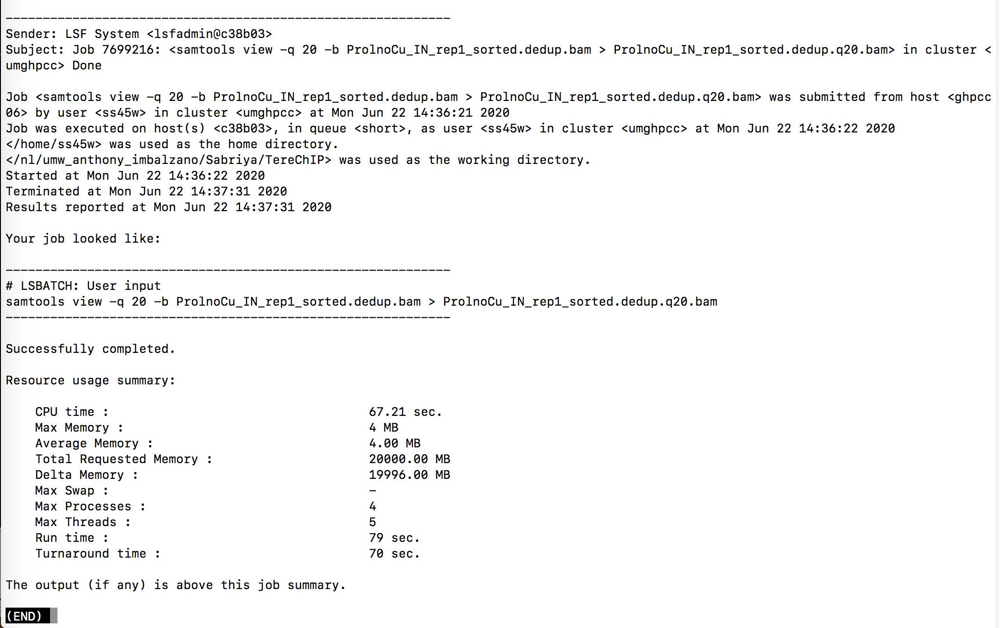 ------------------------------------------------------------
Sender: LSF System <lsfadmin@c38b03>
Subject: Job 7699216: <samtools view -q 20 -b ProlnoCu_IN_rep1_sorted.dedup.bam > ProlnoCu_IN_rep1_sorted.dedup.q20.bam> in cluster <
umghpcc> Done
Job <samtools view -q 20 -b ProlnoCu_IN_rep1_sorted.dedup.bam > ProlnoCu_IN_rep1_sorted.dedup.q20.bam> was submitted from host <ghpcc
06> by user <ss45w> in cluster <umghpcc> at Mon Jun 22 14:36:21 2020
Job was executed on host(s) <c38b03>, in queue <short>, as user <ss45w> in cluster <umghpcc> at Mon Jun 22 14:36:22 2020
</home/ss45w> was used as the home directory.
</nl/umw_anthony_imbalzano/Sabriya/TereChIP> was used as the working directory.
Started at Mon Jun 22 14:36:22 2020
Terminated at Mon Jun 22 14:37:31 2020
Results reported at Mon Jun 22 14:37:31 2020
Your job looked like:
------------------------------------------------------------
# LSBATCH: User input
samtools view -q 20 -b ProlnoCu_IN_rep1_sorted.dedup.bam > ProlnoCu_IN_rep1_sorted.dedup.q20.bam
------------------------------------------------------------
Successfully completed.
Resource usage summary:
CPU time : 67.21 sec.
Max Memory : 4 MB
Average Memory : 4.00 MB
Total Requested Memory : 20000.00 MB
Delta Memory : 19996.00 MB
Max Swap : -
Max Processes : 4
Max Threads : 5
Run time : 79 sec.
Turnaround time : 70 sec.
The output (if any) is above this job summary.
(END)